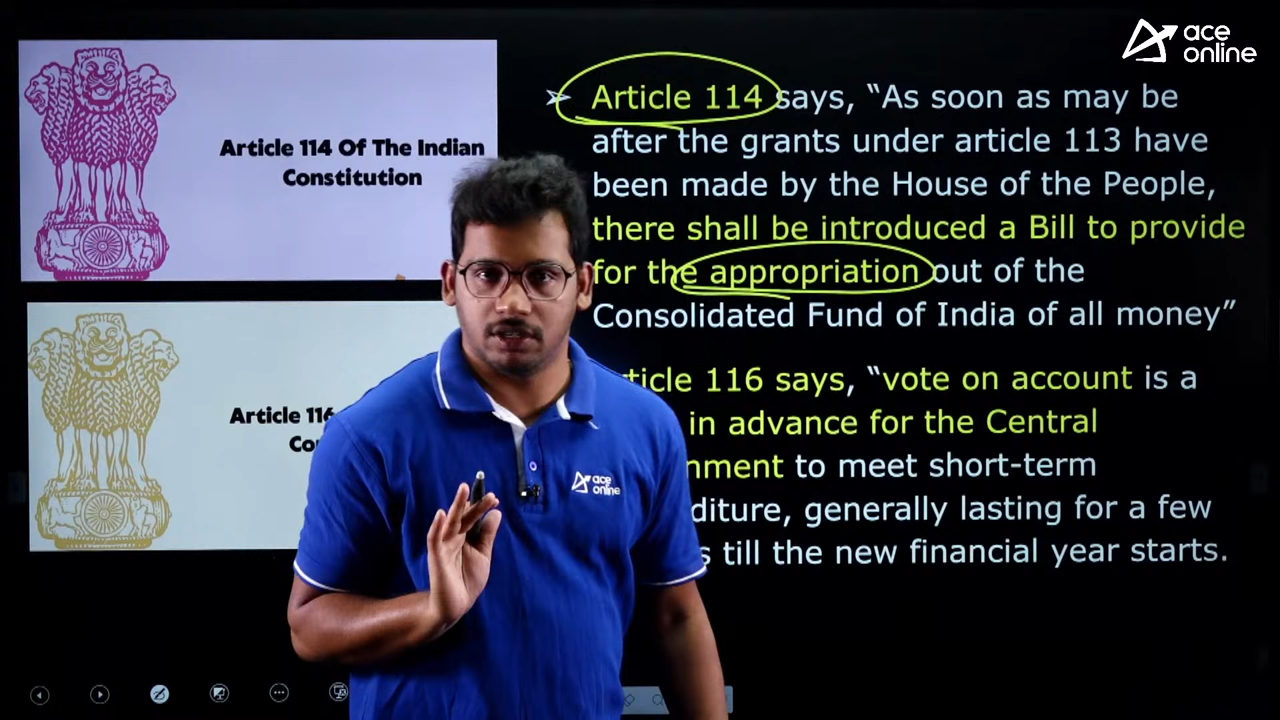 ace
online
Article 114 Of The Indian
Constitution
Article 114 says, “As soon as may be
after the grants under article 113 have
been made by the House of the People,
there shall be introduced a Bill to provide
for the appropriation out of the
Consolidated Fund of India of all money”
Article 116
ticle 116 says, “vote on account is a
in advance for the Central
nment to meet short-term
diture, generally lasting for a few
s till the new financial year starts.
ace
online